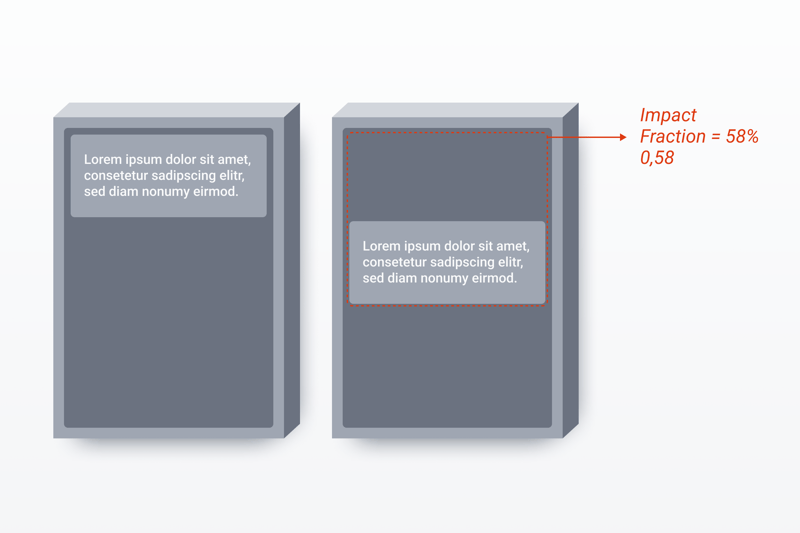 Lorem ipsum dolor sit amet,
consetetur sadipscing elitr,
sed diam nonumy eirmod.
Lorem ipsum dolor sit amet,
consetetur sadipscing elitr,
sed diam nonumy eirmod.
Impact
Fraction = 58%
0,58